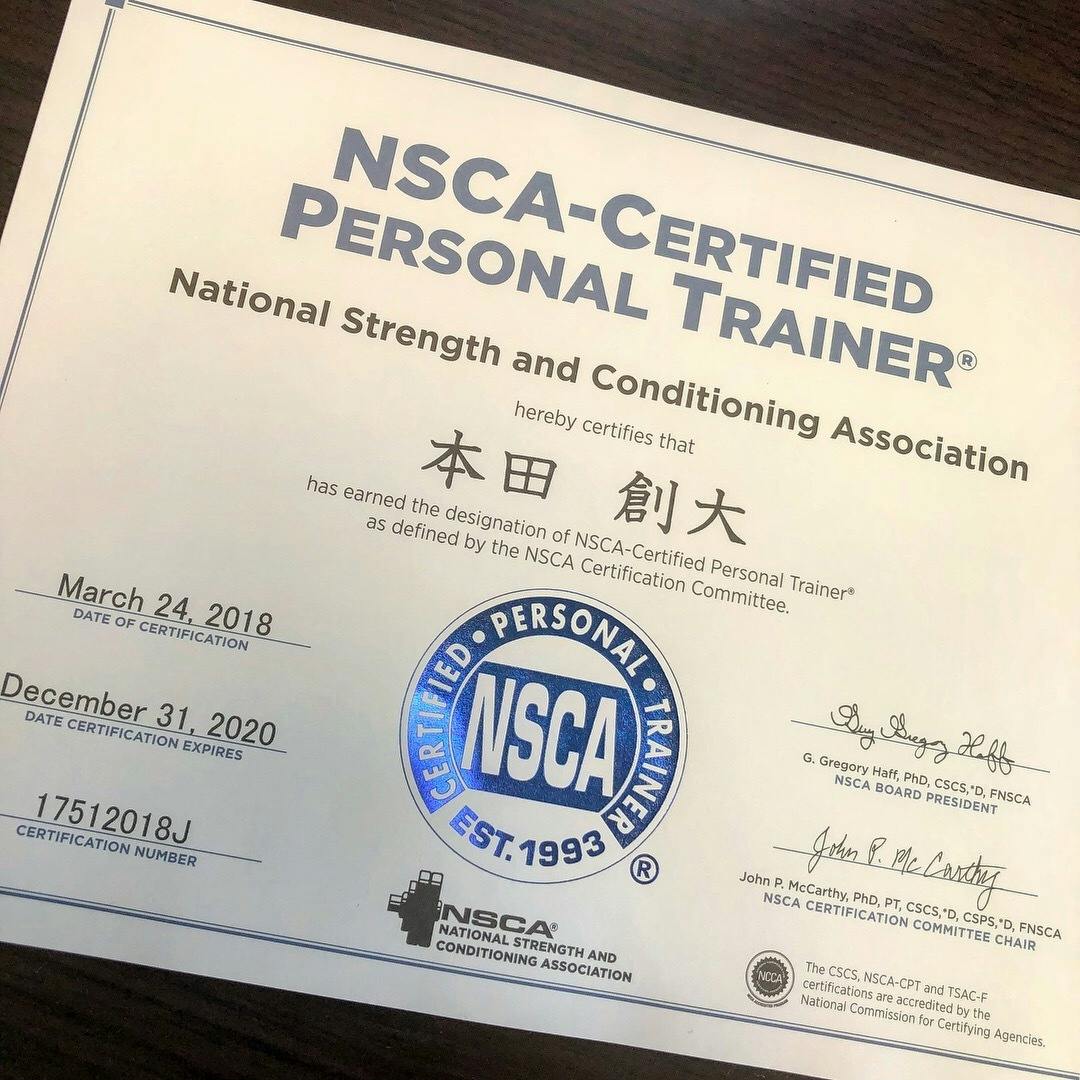 NSCA-CERTIFIED
PERSONAL TRAINER®
National Strength and Conditioning Association
hereby certifies that
本田 創大
has earned the designation of NSCA-Certified Personal Trainer®
as defined by the NSCA Certification Committee.
March 24, 2018
DATE OF CERTIFICATION
December 31, 2020
DATE CERTIFICATION EXPIRES
17512018J
CERTIFICATION NUMBER
CERTIFIED • PERSONAL • TRAINER
NSCA
EST. 1993
®
NSCA®
NATIONAL STRENGTH AND
CONDITIONING ASSOCIATION
Guy Gregory Haff
G. Gregory Haff, PhD, CSCS,*D, FNSCA
NSCA BOARD PRESIDENT
John P. McCarthy
John P. McCarthy, PhD, PT, CSCS,*D, CSPS,*D, FNSCA
NSCA CERTIFICATION COMMITTEE CHAIR
NCCA
The CSCS, NSCA-CPT and TSAC-F
certifications are accredited by the
National Commission for Certifying Agencies.